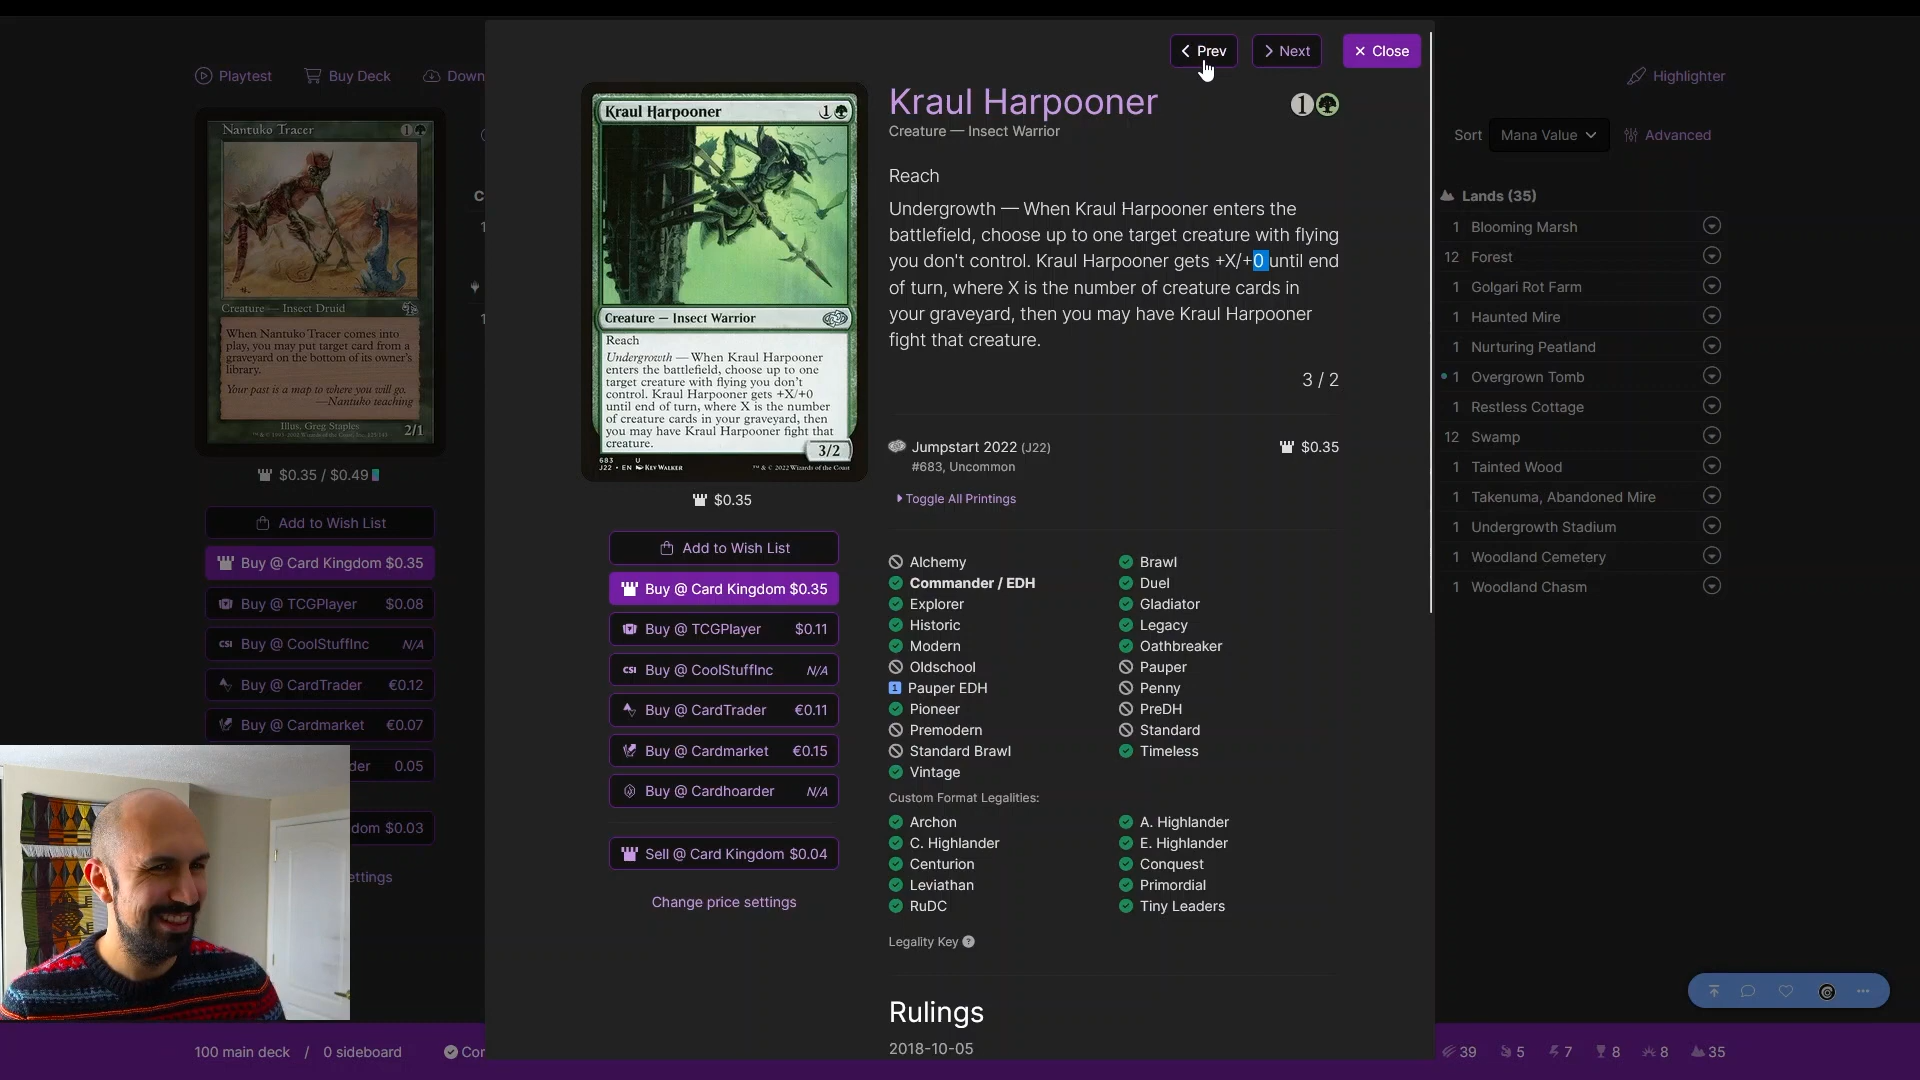 Prev
Next
Close
Playtest
Buy Deck
Down
Highlighter
Sort
Mana Value
Advanced
Nantuko Tracer
Creature — Insect Druid
When Nantuko Tracer comes into
play, you may put target card from a
graveyard on the bottom of its owner's
library.
Your past is a map to where you will go.
—Nantuko teaching
Illus. Greg Staples
2/1
$0.35 / $0.49
Add to Wish List
Buy @ Card Kingdom $0.35
Buy @ TCGPlayer $0.08
CSI Buy @ CoolStuffInc N/A
Buy @ CardTrader €0.12
Buy @ Cardmarket €0.07
der 0.05
dom $0.03
ettings
Kraul Harpooner 1
Creature — Insect Warrior
Reach
Undergrowth — When Kraul Harpooner
enters the battlefield, choose up to one
target creature with flying you don't
control. Kraul Harpooner gets +X/+0
until end of turn, where X is the number
of creature cards in your graveyard, then
you may have Kraul Harpooner fight that
creature.
3/2
683 U
J22 • EN Kev Walker
™ & © 2022 Wizards of the Coast
$0.35
Add to Wish List
Buy @ Card Kingdom $0.35
Buy @ TCGPlayer $0.11
CSI Buy @ CoolStuffInc N/A
Buy @ CardTrader €0.11
Buy @ Cardmarket €0.15
Buy @ Cardhoarder N/A
Sell @ Card Kingdom $0.04
Change price settings
Kraul Harpooner 1
Creature — Insect Warrior
Reach
Undergrowth — When Kraul Harpooner enters the
battlefield, choose up to one target creature with flying
you don't control. Kraul Harpooner gets +X/+0 until end
of turn, where X is the number of creature cards in
your graveyard, then you may have Kraul Harpooner
fight that creature.
3 / 2
Jumpstart 2022 (J22) $0.35
#683, Uncommon
Toggle All Printings
Alchemy
Commander / EDH
Explorer
Historic
Modern
Oldschool
1 Pauper EDH
Pioneer
Premodern
Standard Brawl
Vintage
Brawl
Duel
Gladiator
Legacy
Oathbreaker
Pauper
Penny
PreDH
Standard
Timeless
Custom Format Legalities:
Archon
C. Highlander
Centurion
Leviathan
RuDC
A. Highlander
E. Highlander
Conquest
Primordial
Tiny Leaders
Legality Key ?
Rulings
2018-10-05
Lands (35)
1 Blooming Marsh
12 Forest
1 Golgari Rot Farm
1 Haunted Mire
1 Nurturing Peatland
1 Overgrown Tomb
1 Restless Cottage
12 Swamp
1 Tainted Wood
1 Takenuma, Abandoned Mire
1 Undergrowth Stadium
1 Woodland Cemetery
1 Woodland Chasm
100 main deck / 0 sideboard Cor
39 5 7 8 8 35